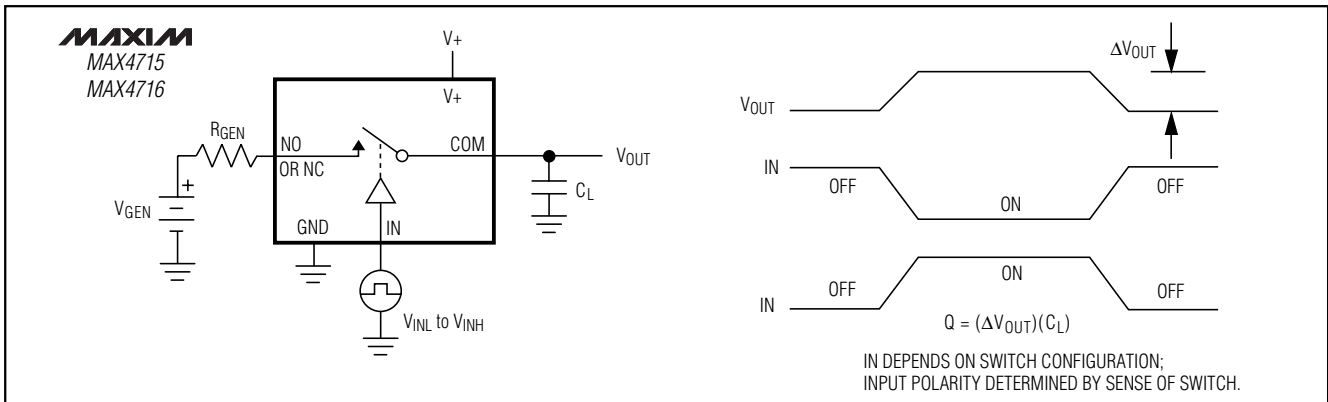 MAXIM
MAX4715
MAX4716
V+
V+
RGEN
NO
OR NC
COM
VOUT
CL
VGEN
+
GND
IN
VINL to VINH
ΔVOUT
VOUT
IN
OFF
ON
OFF
IN
OFF
ON
OFF
Q = (ΔVOUT)(CL)
IN DEPENDS ON SWITCH CONFIGURATION;
INPUT POLARITY DETERMINED BY SENSE OF SWITCH.